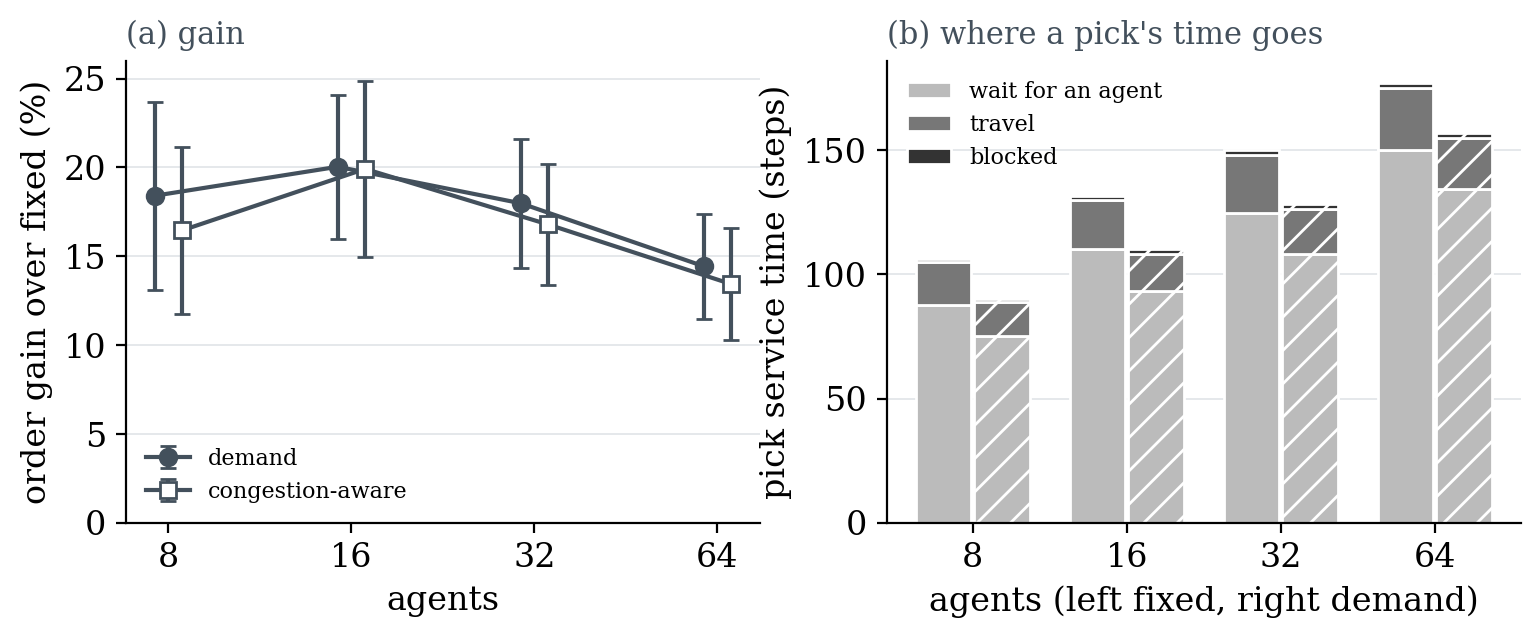 (a) gain
order gain over fixed (%)
25
20
15
10
5
0
demand
congestion-aware
8 16 32 64
agents
(b) where a pick's time goes
pick service time (steps)
150
100
50
0
wait for an agent
travel
blocked
8 16 32 64
agents (left fixed, right demand)